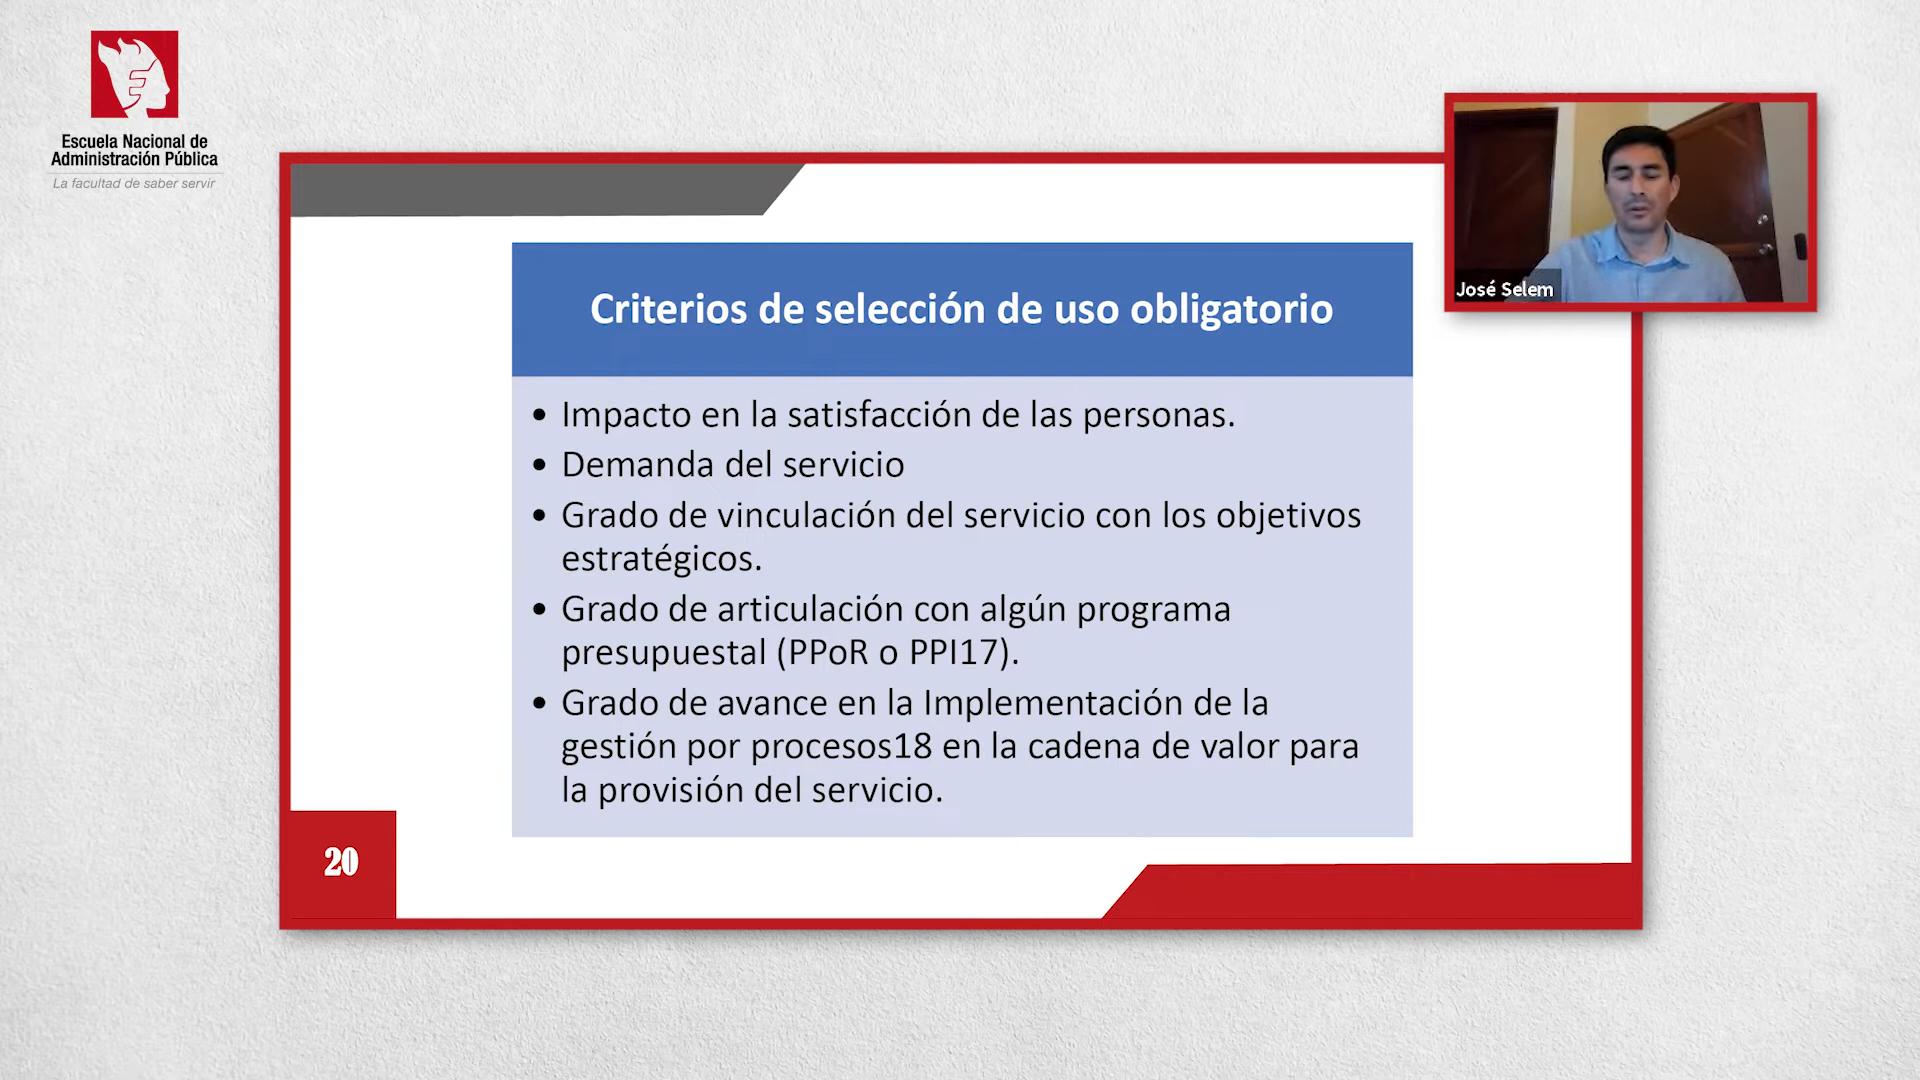 Escuela Nacional de
Administración Pública
La facultad de saber servir
José Selem
Criterios de selección de uso obligatorio
• Impacto en la satisfacción de las personas.
• Demanda del servicio
• Grado de vinculación del servicio con los objetivos
estratégicos.
• Grado de articulación con algún programa
presupuestal (PPoR o PPI17).
• Grado de avance en la Implementación de la
gestión por procesos18 en la cadena de valor para
la provisión del servicio.
20